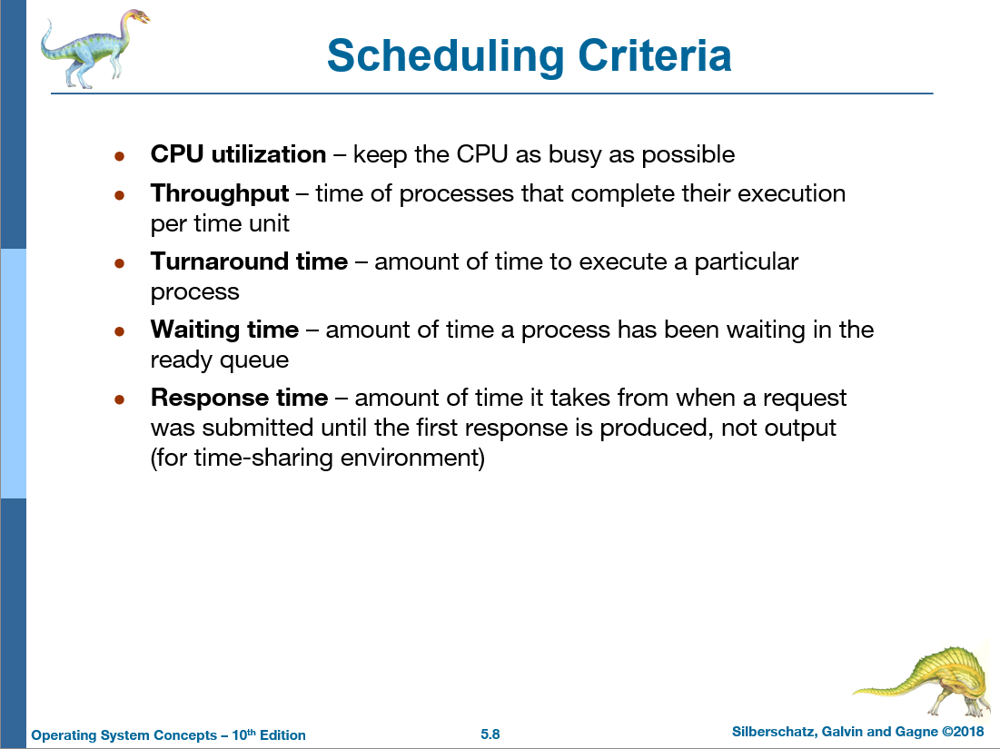 Scheduling Criteria
● CPU utilization – keep the CPU as busy as possible
● Throughput – time of processes that complete their execution
per time unit
● Turnaround time – amount of time to execute a particular
process
● Waiting time – amount of time a process has been waiting in the
ready queue
● Response time – amount of time it takes from when a request
was submitted until the first response is produced, not output
(for time-sharing environment)
Operating System Concepts – 10th Edition
5.8
Silberschatz, Galvin and Gagne ©2018